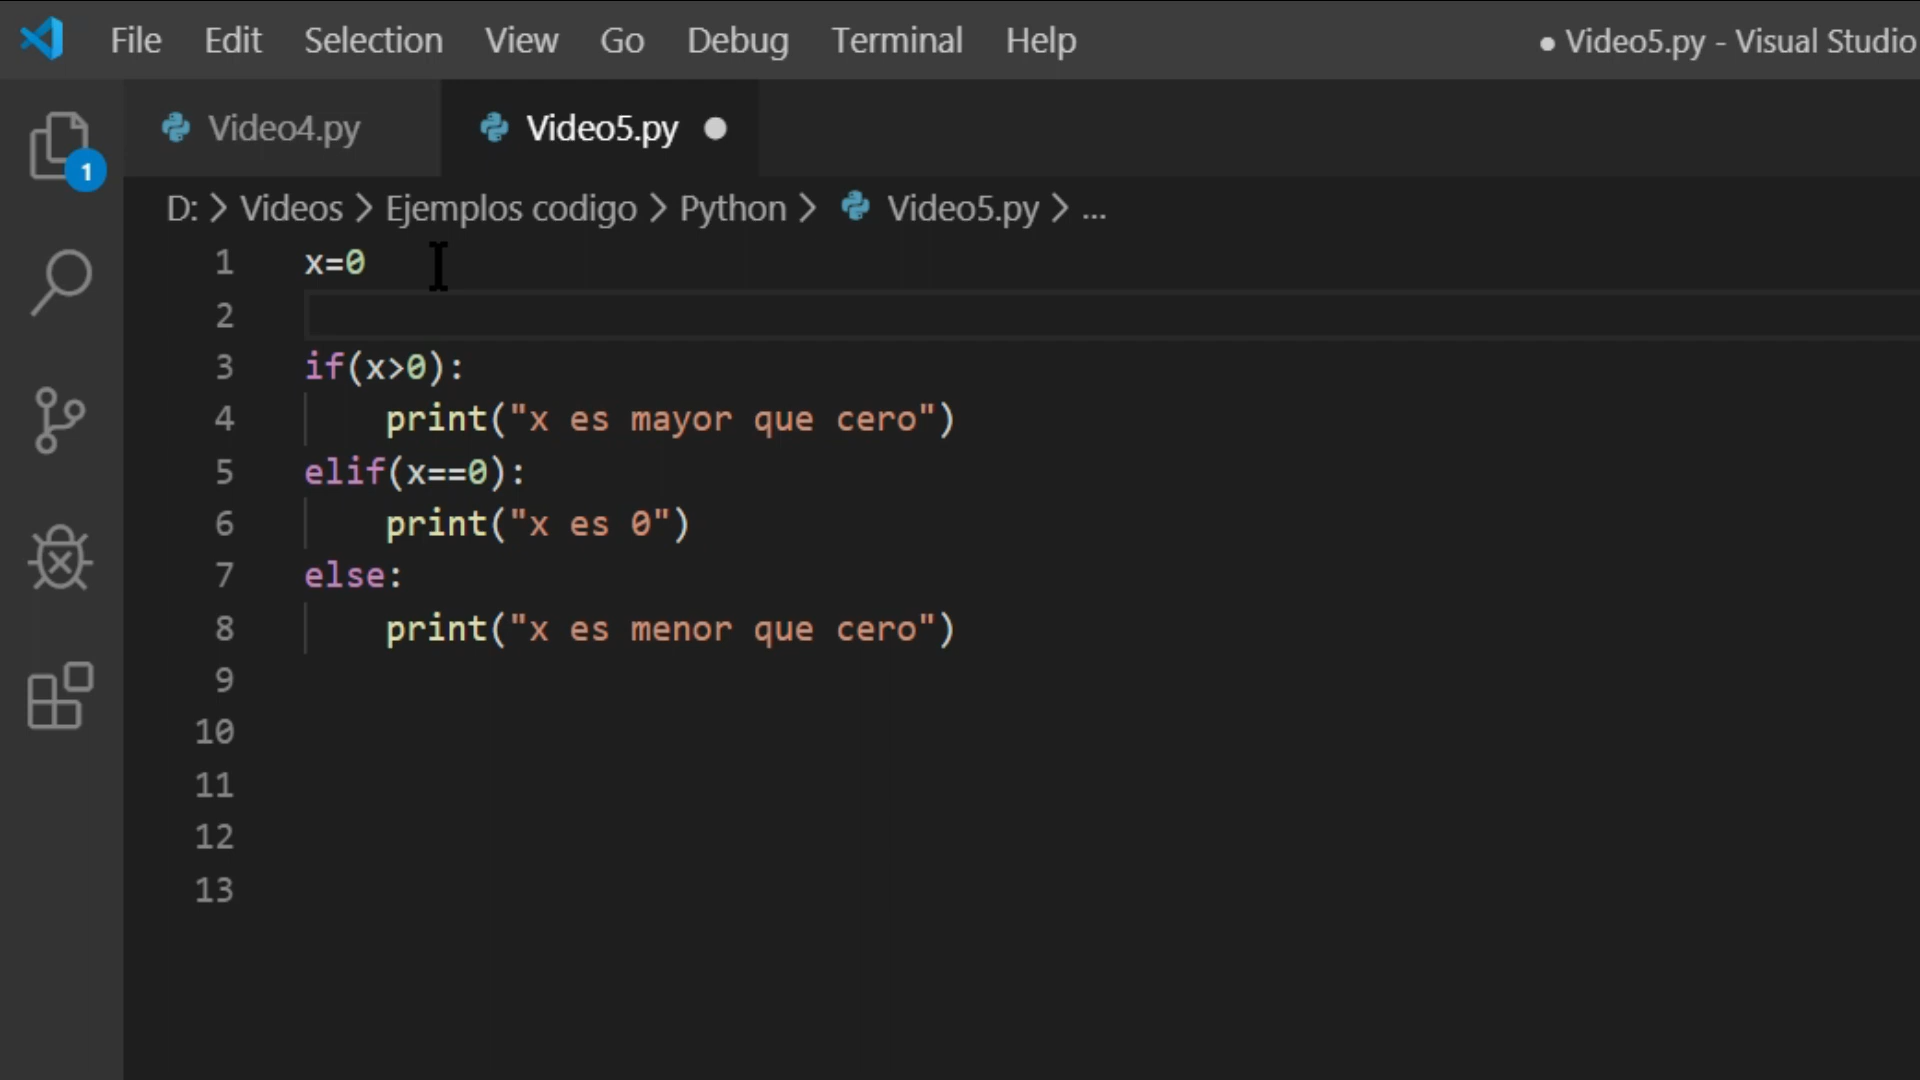 File Edit Selection View Go Debug Terminal Help ● Video5.py - Visual Studio
Video4.py Video5.py ●
1
D: > Videos > Ejemplos codigo > Python > Video5.py > ...
1 x=0
2
3 if(x>0):
4     print("x es mayor que cero")
5 elif(x==0):
6     print("x es 0")
7 else:
8     print("x es menor que cero")
9
10
11
12
13